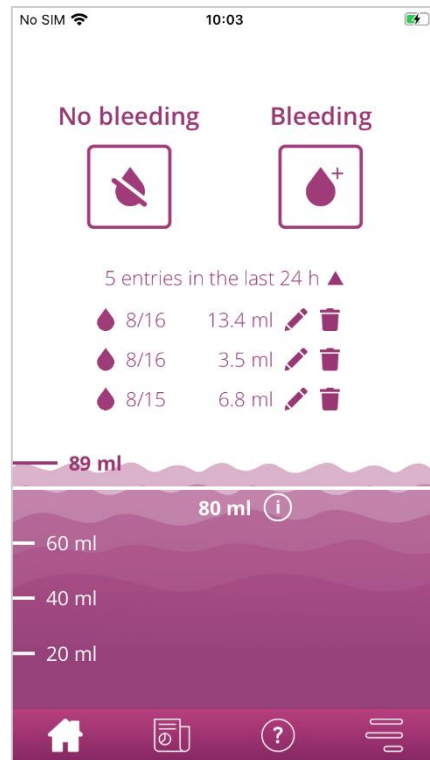 No SIM 10:03
No bleeding Bleeding
5 entries in the last 24 h ▲
8/16 13.4 ml
8/16 3.5 ml
8/15 6.8 ml
89 ml
80 ml i
60 ml
40 ml
20 ml
?